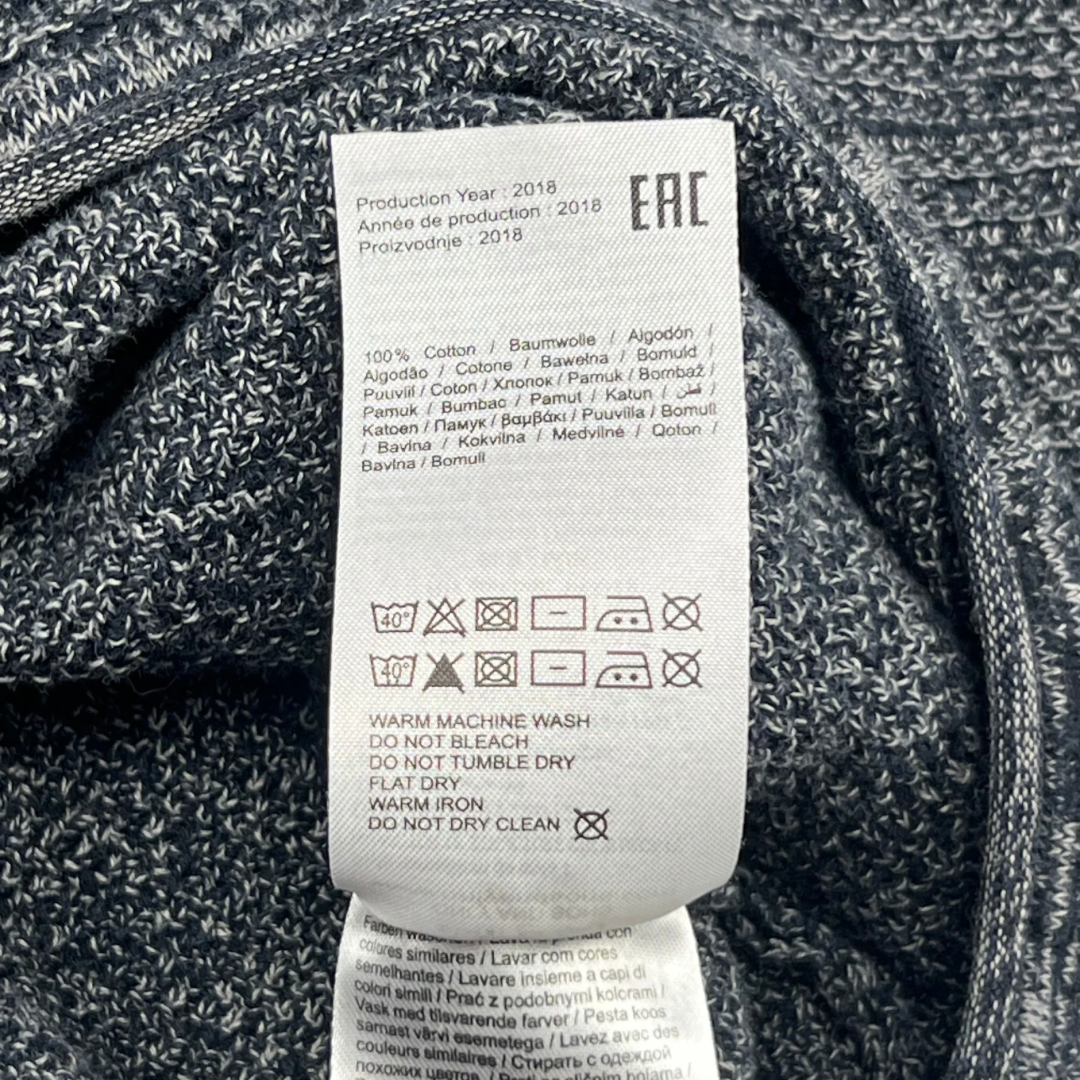 Production Year : 2018
Année de production : 2018
Proizvodnje : 2018
EAC
100% Cotton / Baumwolle / Algodón /
Algodão / Cotone / Bawełna / Bomuld /
Puuvill / Coton / Хлопок / Pamuk / Bombaž /
Pamuk / Bumbac / Pamut / Katun / قطن /
Katoen / Памук / βαμβάκι / Puuvilla / Bomull
/ Bavlna / Kokvilna / Medvilnė / Qoton /
Bavlna / Bomull
40°
40°
WARM MACHINE WASH
DO NOT BLEACH
DO NOT TUMBLE DRY
FLAT DRY
WARM IRON
DO NOT DRY CLEAN
Farben con
colores similares / Lavar com cores
semelhantes / Lavare insieme a capi di
colori simili / Prać z podobnymi kolorami /
Vask med tilsvarende farver / Pesta koos
samast värvi esemetega / Lavez avec des
couleurs similaires / Стирать с одеждой
похожих цветов / bojama /